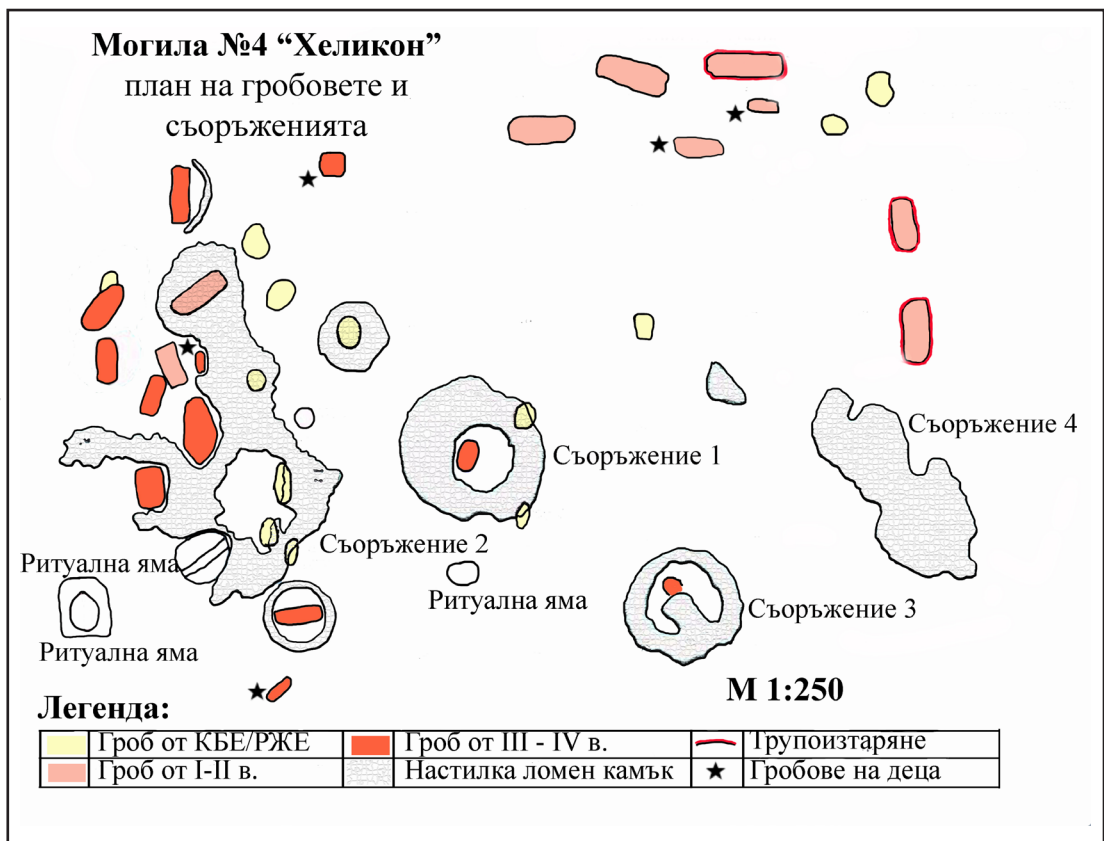 Могила №4 “Хеликон”
план на гробовете и
съоръженията
Съоръжение 4
Съоръжение 1
Съоръжение 2
Ритуална яма
Ритуална яма
Съоръжение 3
Ритуална яма
М 1:250
Легенда:
Гроб от КБЕ/РЖЕ
Гроб от III - IV в.
Трупоизтаряне
Гроб от I-II в.
Настилка ломен камък
Гробове на деца